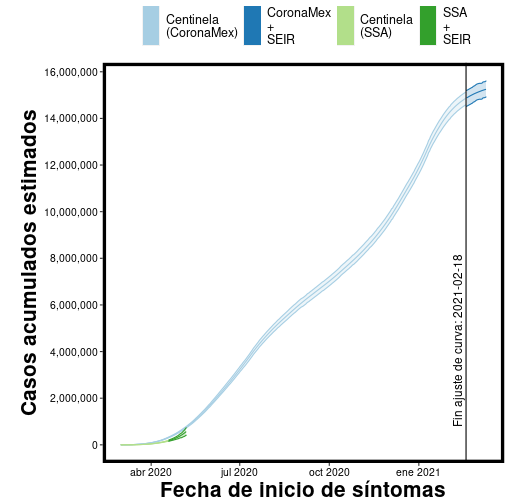 Centinela
(CoronaMex)
CoronaMex
+
SEIR
Centinela
(SSA)
SSA
+
SEIR
Casos acumulados estimados
16,000,000
14,000,000
12,000,000
10,000,000
8,000,000
6,000,000
4,000,000
2,000,000
0
Fin ajuste de curva: 2021-02-18
abr 2020 jul 2020 oct 2020 ene 2021
Fecha de inicio de síntomas